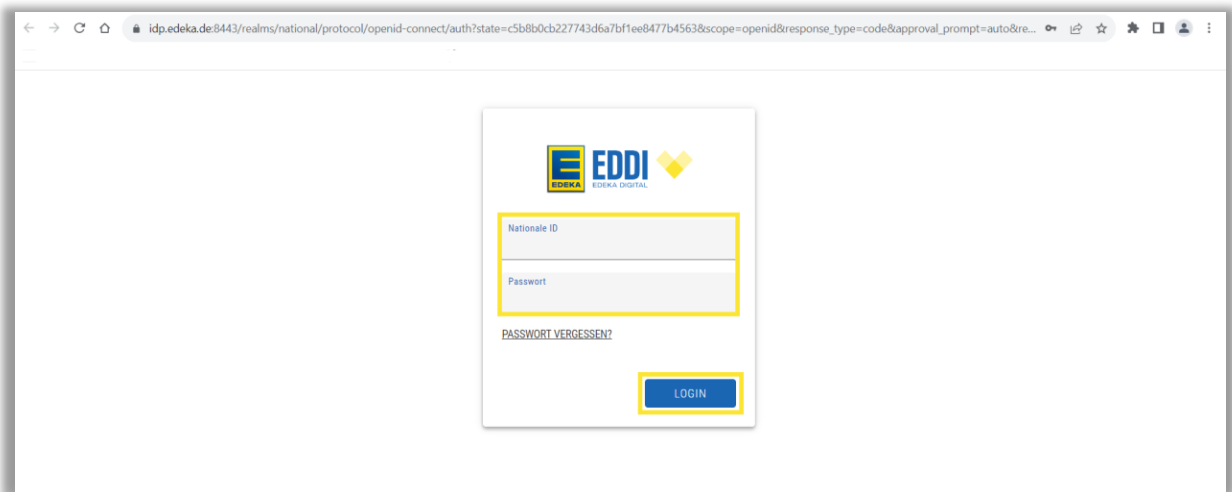 idp.edeka.de:8443/realms/national/protocol/openid-connect/auth?state=c5b8b0cb227743d6a7bf1ee8477b4563&scope=openid&response_type=code&approval_prompt=auto&re...
EDEKA
EDDI
EDEKA DIGITAL
Nationale ID
Passwort
PASSWORT VERGESSEN?
LOGIN